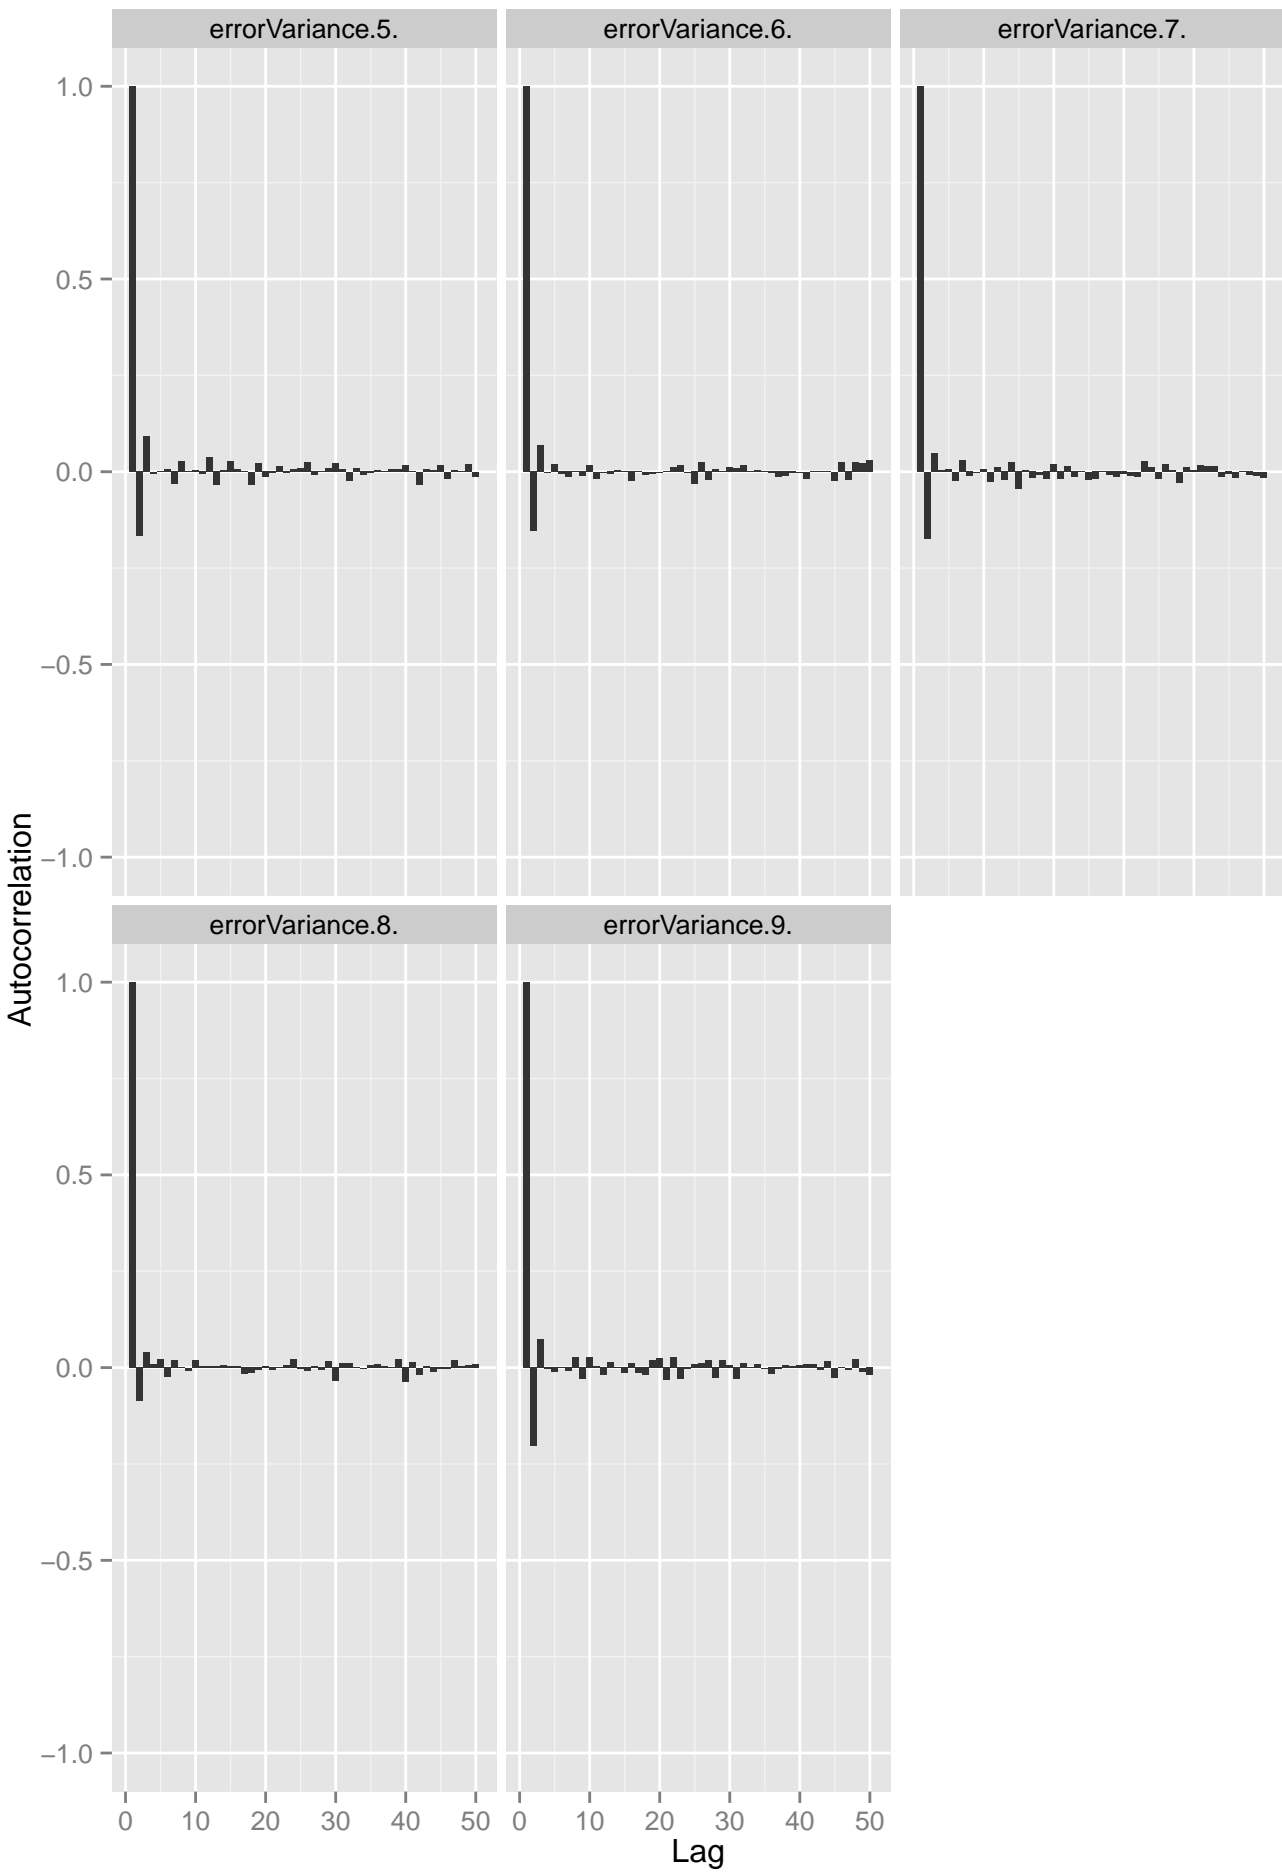 errorVariance.5. errorVariance.6. errorVariance.7.
1.0
0.5
0.0
−0.5
−1.0
Autocorrelation
errorVariance.8. errorVariance.9.
1.0
0.5
0.0
−0.5
−1.0
0 10 20 30 40 50 0 10 20 30 40 50
Lag